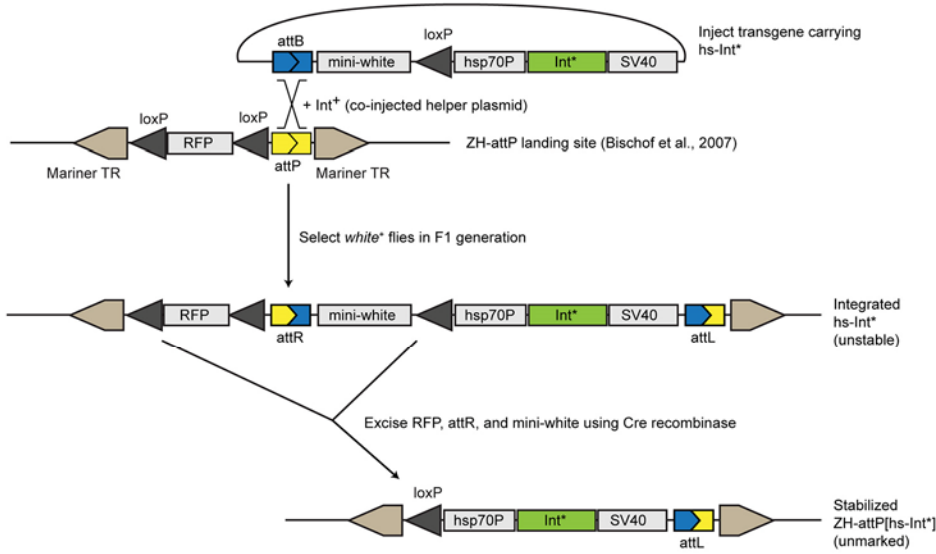 attB
loxP
Inject transgene carrying
hs-Int*
mini-white
hsp70P
Int*
SV40
+ Int⁺ (co-injected helper plasmid)
loxP
loxP
RFP
ZH-attP landing site (Bischof et al., 2007)
Mariner TR
attP
Mariner TR
Select white⁺ flies in F1 generation
RFP
mini-white
hsp70P
Int*
SV40
attR
attL
Integrated
hs-Int*
(unstable)
Excise RFP, attR, and mini-white using Cre recombinase
loxP
hsp70P
Int*
SV40
attL
Stabilized
ZH-attP[hs-Int*]
(unmarked)